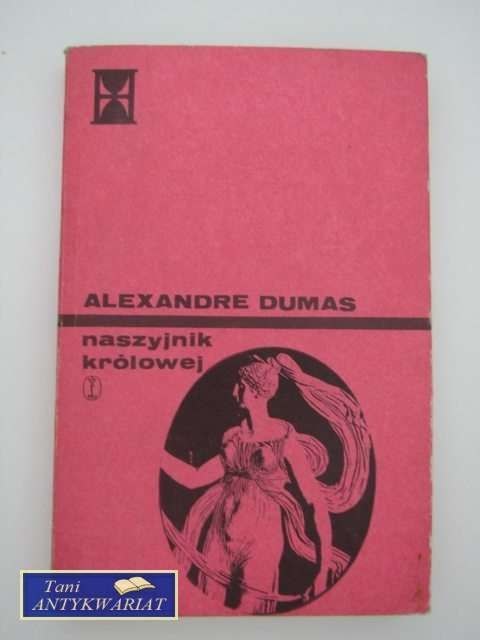 ALEXANDRE DUMAS
naszyjnik
królowej
Tani
ANTYKWARIAT